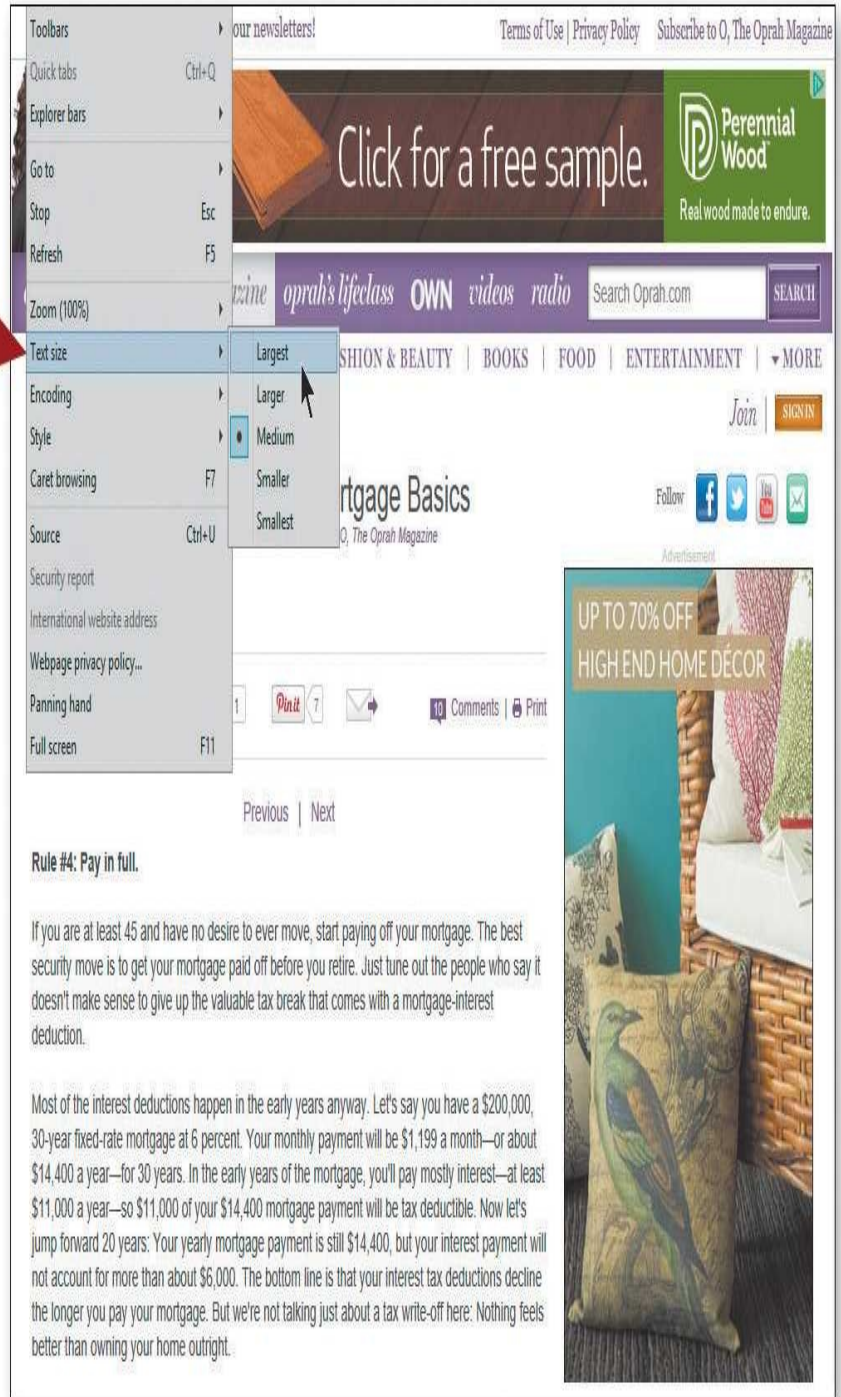 Toolbars
Quick tabs Ctrl+Q
Explorer bars
Go to
Stop Esc
Refresh F5
Zoom (100%)
Text size
Encoding
Style
Caret browsing F7
Source Ctrl+U
Security report
International website address
Webpage privacy policy...
Panning hand
Full screen F11
Largest
Larger
Medium
Smaller
Smallest
our newsletters!
Terms of Use | Privacy Policy Subscribe to O, The Oprah Magazine
Click for a free sample.
Perennial
Wood
Real wood made to endure.
oprah's lifeclass OWN videos radio Search Oprah.com SEARCH
& BEAUTY | BOOKS | FOOD | ENTERTAINMENT | MORE
Join | SIGN IN
rtgage Basics
O, The Oprah Magazine
Follow f You Tube
Advertisement
UP TO 70% OFF
HIGH END HOME DÉCOR
1 Pin it 7 10 Comments | Print
Previous | Next
Rule #4: Pay in full.
If you are at least 45 and have no desire to ever move, start paying off your mortgage. The best
security move is to get your mortgage paid off before you retire. Just tune out the people who say it
doesn't make sense to give up the valuable tax break that comes with a mortgage-interest
deduction.
Most of the interest deductions happen in the early years anyway. Let's say you have a $200,000,
30-year fixed-rate mortgage at 6 percent. Your monthly payment will be $1,199 a month—or about
$14,400 a year—for 30 years. In the early years of the mortgage, you'll pay mostly interest—at least
$11,000 a year—so $11,000 of your $14,400 mortgage payment will be tax deductible. Now let's
jump forward 20 years: Your yearly mortgage payment is still $14,400, but your interest payment will
not account for more than about $6,000. The bottom line is that your interest tax deductions decline
the longer you pay your mortgage. But we're not talking just about a tax write-off here: Nothing feels
better than owning your home outright.